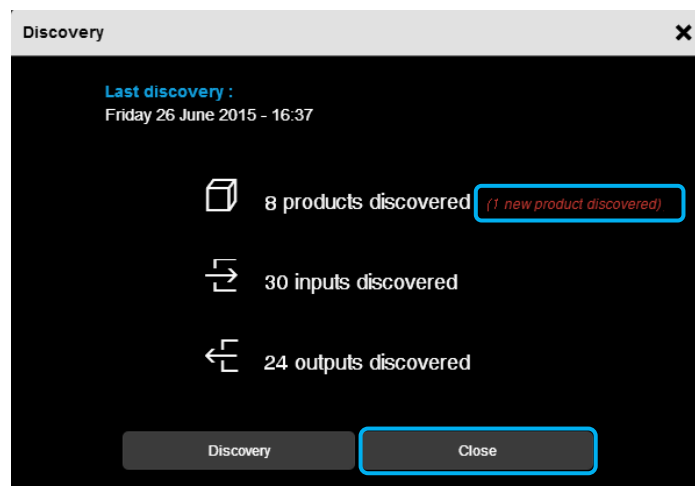 Discovery
Last discovery :
Friday 26 June 2015 - 16:37
8 products discovered (1 new product discovered)
30 inputs discovered
24 outputs discovered
Discovery Close